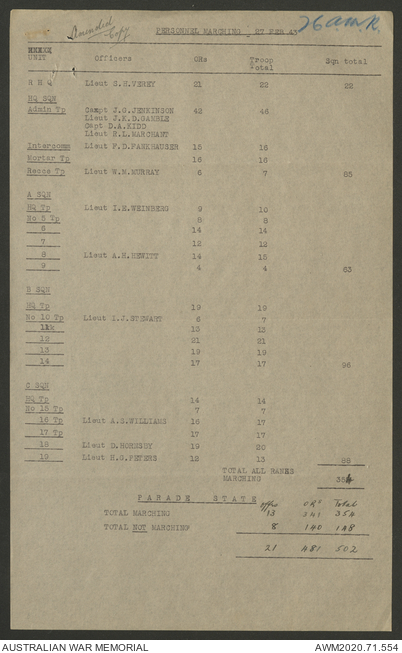 Amended Copy
PERSONNEL MARCHING 27 FEB 43 26 AM.R.
UNIT Officers ORs Troop Total Sqn total
R H Q Lieut S.H.VEREY 21 22 22
HQ SQN
Admin Tp Campt J.G.JENKINSON 42 46
Lieut J.K.D.GAMBLE
Capt D.A.KIDD
Lieut E.L.MARCHANT
Intercomm Lieut F.D.FANKHAUSER 15 16
Mortar Tp 16 16
Recce Tp Lieut W.N.MURRAY 6 7 85
A SQN
HQ Tp Lieut I.H.WEINBERG 9 10
No 5 Tp 8 8
6 14 14
7 12 12
8 Lieut A.H.HEWITT 14 15
9 4 4 63
B SQN
HQ Tp 19 19
No 10 Tp Lieut I.J.STEWART 6 7
11 13 13
12 21 21
13 19 19
14 17 17 96
C SQN
HQ Tp 14 14
No 15 Tp 7 7
16 Tp Lieut A.S.WILLIAMS 16 17
17 Tp 17 17
18 Lieut D.HORNSBY 19 20
19 Lieut H.G.PETERS 12 13 88
TOTAL ALL RANKS
MARCHING 354
PARADE STATE Offrs ORs Total
TOTAL MARCHING 13 341 354
TOTAL NOT MARCHING 8 140 148
21 481 502
AUSTRALIAN WAR MEMORIAL AWM2020.71.554